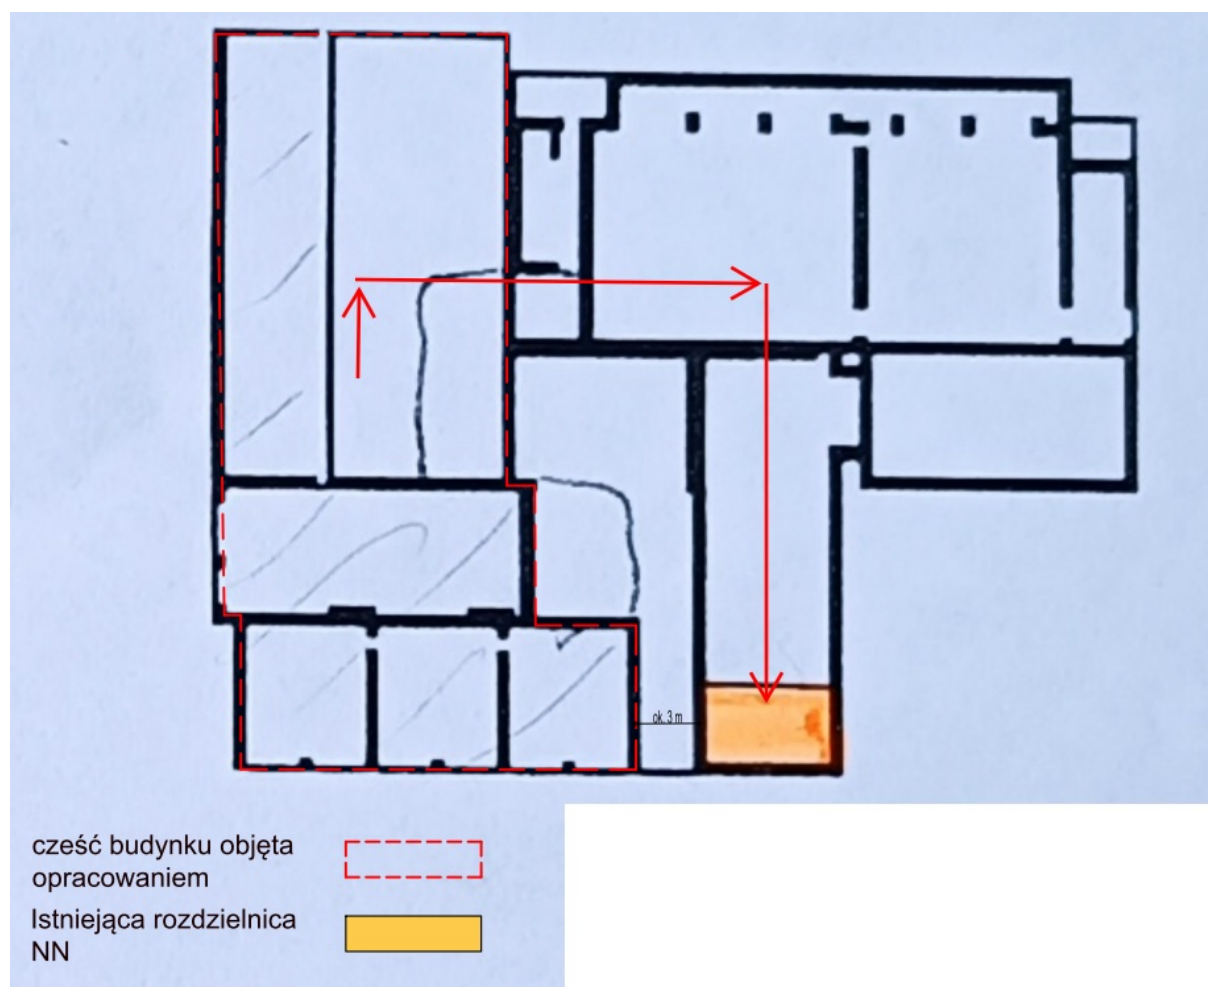 ok. 3 m
cześć budynku objęta
opracowaniem
Istniejąca rozdzielnica
NN